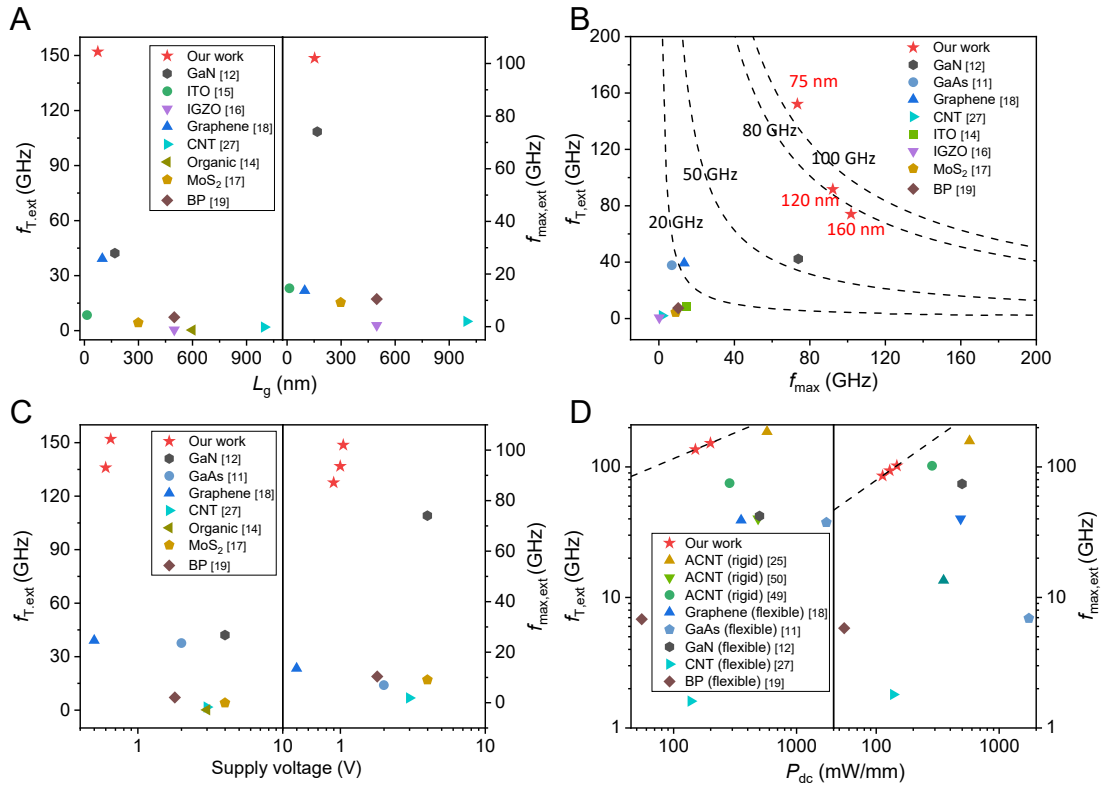 A
150
120
90
60
30
0
f_T.ext (GHz)
0 300 600 900
0 300 600 900
L_g (nm)
100
80
60
40
20
0
f_max,ext (GHz)
Our work
GaN [12]
ITO [15]
IGZO [16]
Graphene [18]
CNT [27]
Organic [14]
MoS₂ [17]
BP [19]
B
200
160
120
80
40
0
f_T,ext (GHz)
0 40 80 120 160 200
f_max (GHz)
75 nm
80 GHz
100 GHz
50 GHz
120 nm
20 GHz
160 nm
Our work
GaN [12]
GaAs [11]
Graphene [18]
CNT [27]
ITO [14]
IGZO [16]
MoS₂ [17]
BP [19]
C
150
120
90
60
30
0
f_T.ext (GHz)
1 10 1 10
Supply voltage (V)
100
80
60
40
20
0
f_max,ext (GHz)
Our work
GaN [12]
GaAs [11]
Graphene [18]
CNT [27]
Organic [14]
MoS₂ [17]
BP [19]
D
100
10
1
f_T,ext (GHz)
100 1000 100 1000
P_dc (mW/mm)
100
10
1
f_max,ext (GHz)
Our work
ACNT (rigid) [25]
ACNT (rigid) [50]
ACNT (rigid) [49]
Graphene (flexible) [18]
GaAs (flexible) [11]
GaN (flexible) [12]
CNT (flexible) [27]
BP (flexible) [19]